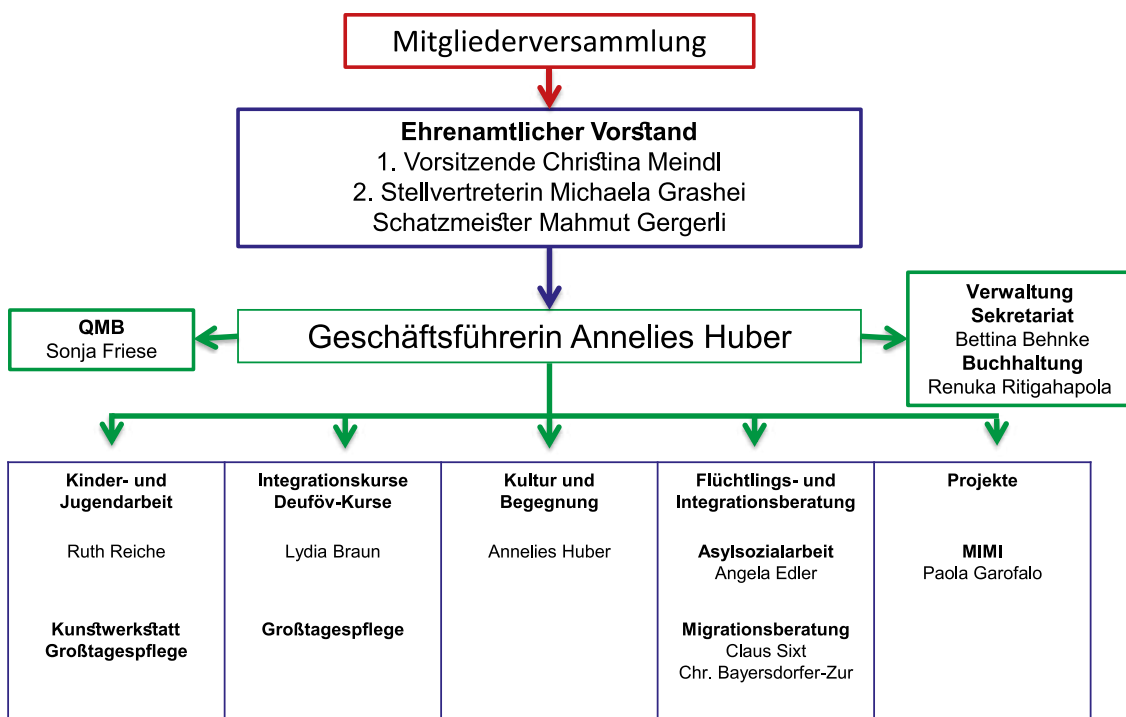 Mitgliederversammlung
Ehrenamtlicher Vorstand
1. Vorsitzende Christina Meindl
2. Stellvertreterin Michaela Grashei
Schatzmeister Mahmut Gergerli
QMB
Sonja Friese
Geschäftsführerin Annelies Huber
Verwaltung
Sekretariat
Bettina Behnke
Buchhaltung
Renuka Ritigahapola
Kinder- und
Jugendarbeit
Ruth Reiche
Kunstwerkstatt
Großtagespflege
Integrationskurse
Deuföv-Kurse
Lydia Braun
Großtagespflege
Kultur und
Begegnung
Annelies Huber
Flüchtlings- und
Integrationsberatung
Asylsozialarbeit
Angela Edler
Migrationsberatung
Claus Sixt
Chr. Bayersdorfer-Zur
Projekte
MIMI
Paola Garofalo